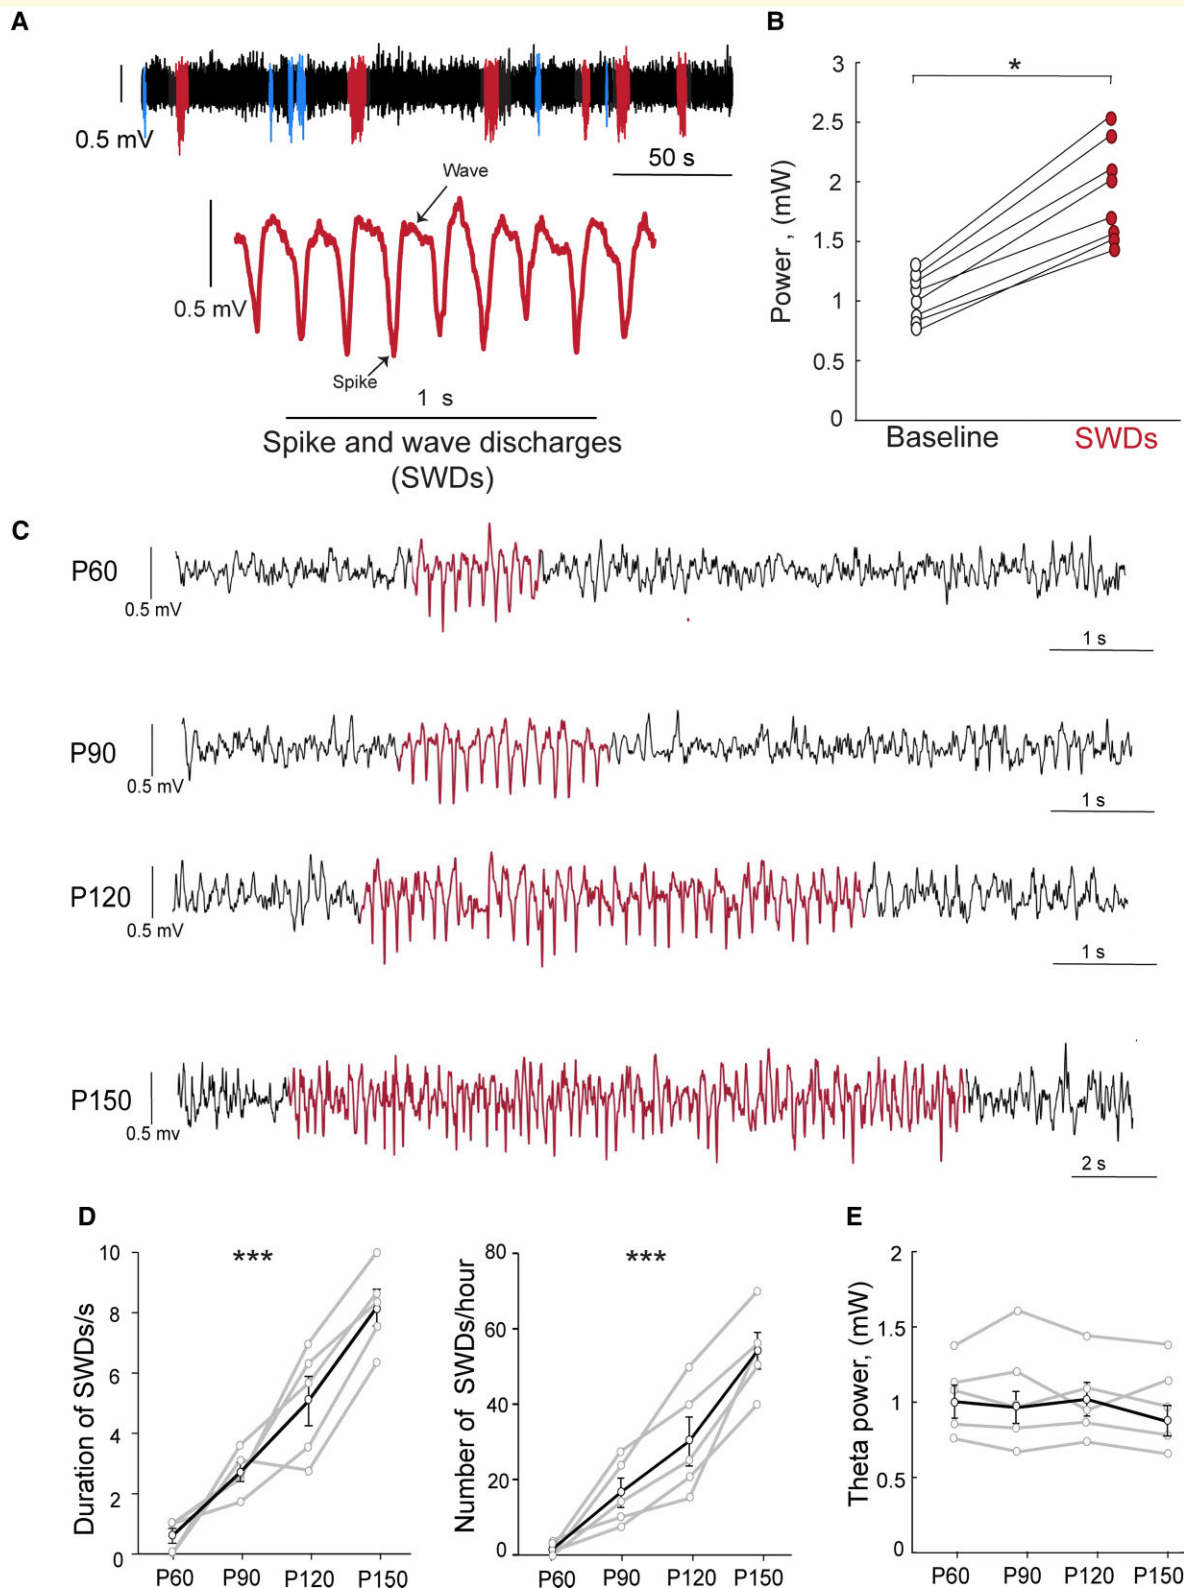 A
0.5 mV
50 s
Wave
0.5 mV
Spike
1 s
Spike and wave discharges
(SWDs)
B
*
3
2.5
2
1.5
1
0.5
0
Power , (mW)
Baseline
SWDs
C
P60
0.5 mV
1 s
P90
0.5 mV
1 s
P120
0.5 mV
1 s
P150
0.5 mv
2 s
D
***
10
8
6
4
2
0
Duration of SWDs/s
P60 P90 P120 P150
***
80
60
40
20
0
Number of SWDs/hour
P60 P90 P120 P150
E
2
1.5
1
0.5
0
Theta power, (mW)
P60 P90 P120 P150